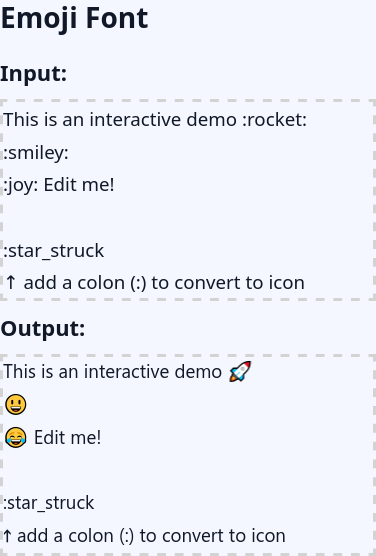 Emoji Font
Input:
This is an interactive demo :rocket:
:smiley:
:joy: Edit me!
:star_struck
↑ add a colon (:) to convert to icon
Output:
This is an interactive demo 🚀
😃
😂 Edit me!
:star_struck
↑ add a colon (:) to convert to icon